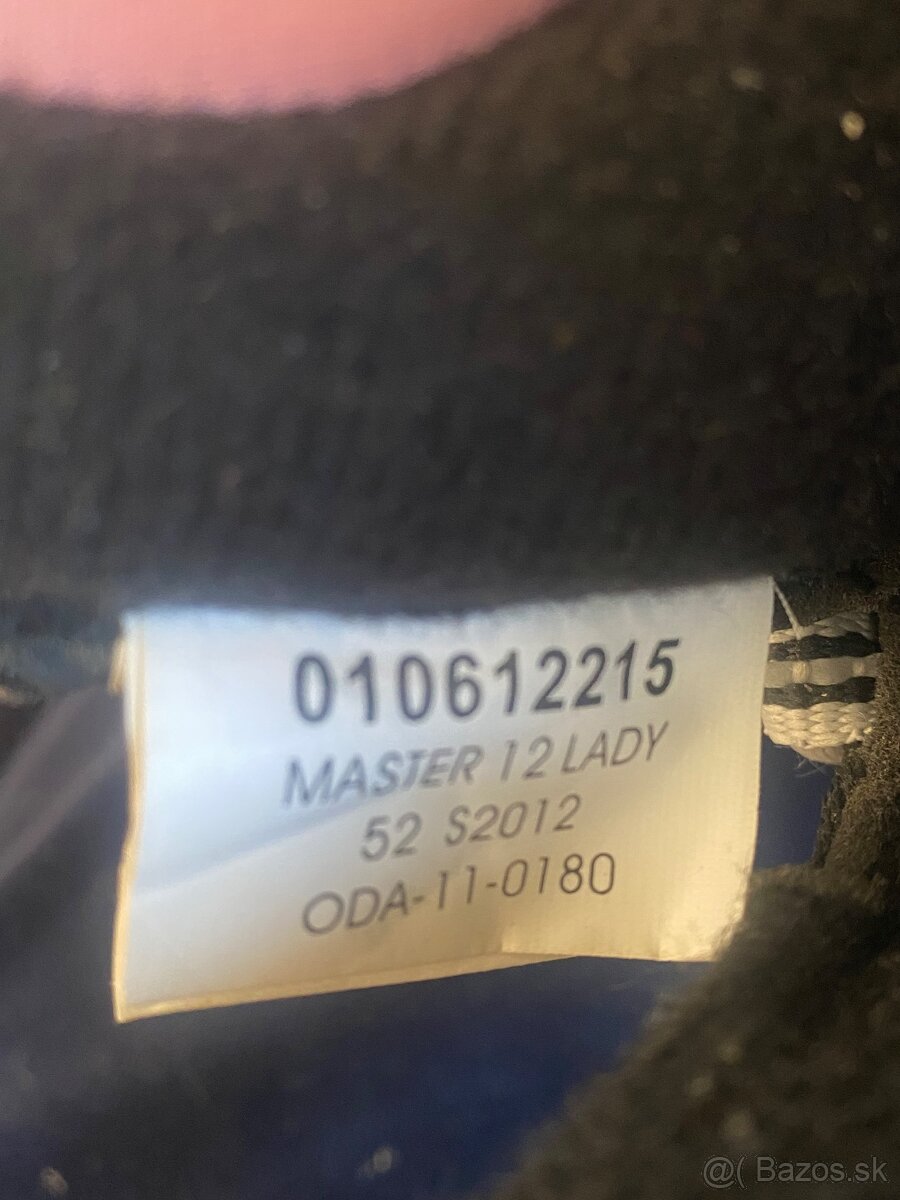 010612215
MASTER 12 LADY
52 S2012
ODA-11-0180
@( Bazos.sk